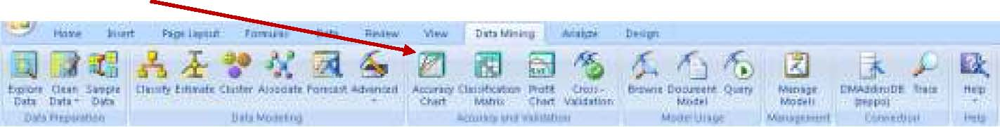 Home Insert Page Layout Formulas Data Review View Data Mining Analyze Design
Explore Data Clean Data Sample Data Classify Estimate Cluster Associate Forecast Advanced Accuracy Chart Classification Matrix Profit Chart Cross-Validation Browse Document Model Query Manage Models DMAddinsDB Trace Help
Data Preparation Data Modeling Accuracy and Validation Model Usage Management Connection Help